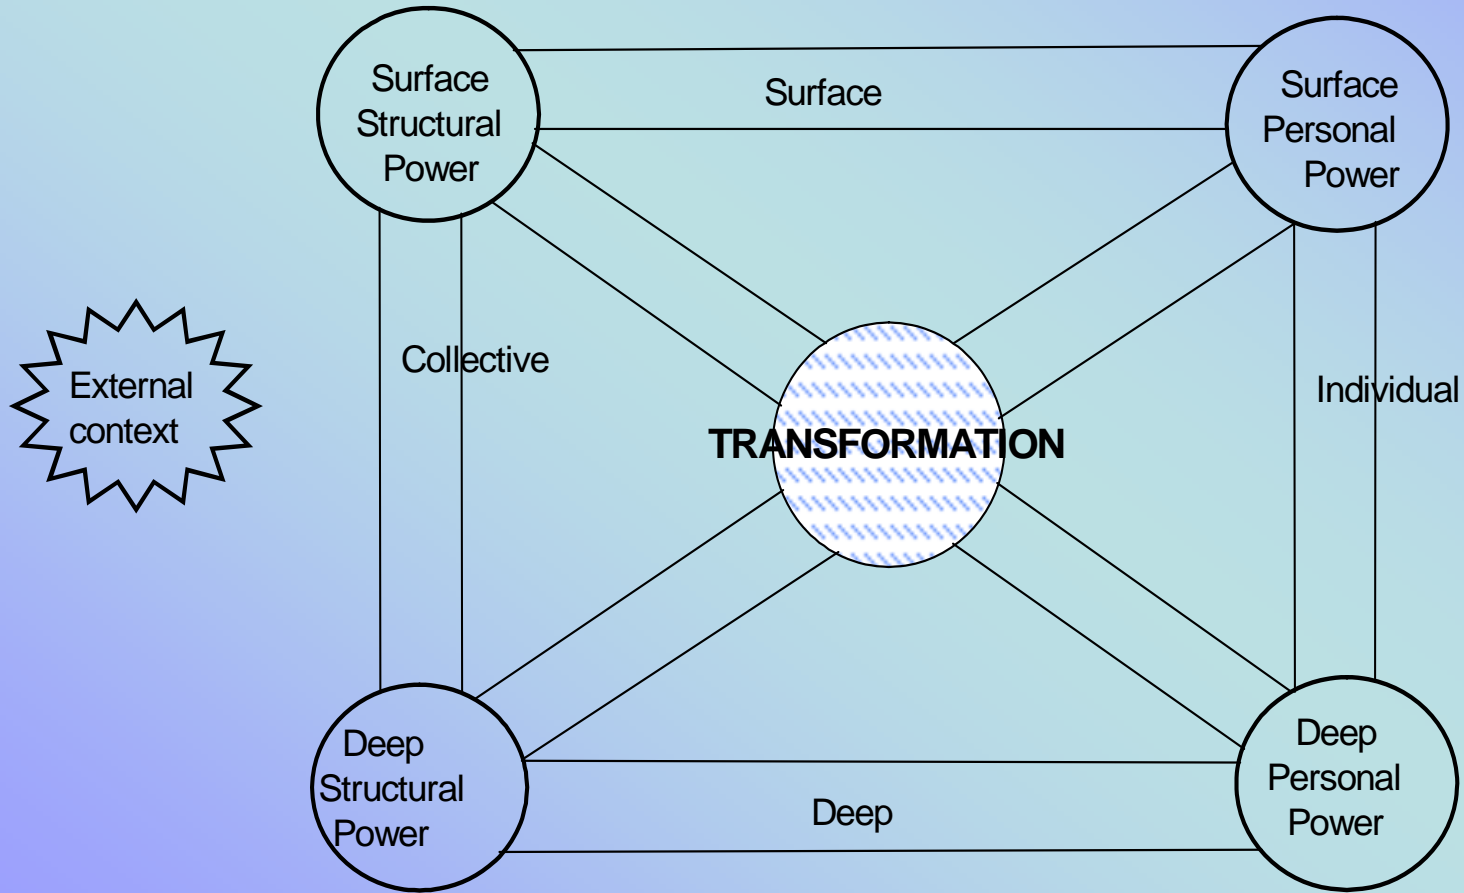 Surface
Structural
Power
Surface
Surface
Personal
Power
External
context
Collective
Individual
TRANSFORMATION
Deep
Structural
Power
Deep
Deep
Personal
Power